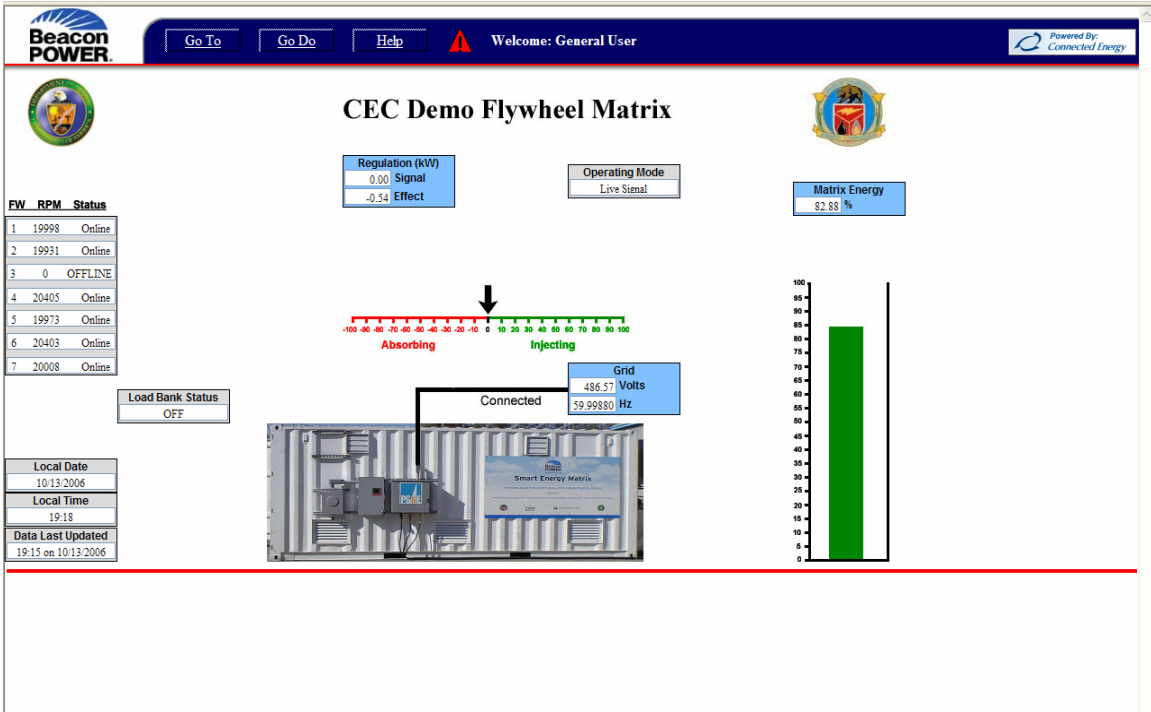 Beacon
POWER.
Go To
Go Do
Help
Welcome: General User
Powered By:
Connected Energy
CEC Demo Flywheel Matrix
Regulation (kW)
0.00 Signal
-0.54 Effect
Operating Mode
Live Signal
Matrix Energy
82.88 %
FW RPM Status
1 19998 Online
2 19931 Online
3 0 OFFLINE
4 20405 Online
5 19973 Online
6 20403 Online
7 20008 Online
-100 -90 -80 -70 -60 -50 -40 -30 -20 -10 0 10 20 30 40 50 60 70 80 90 100
Absorbing Injecting
Grid
486.57 Volts
59.99880 Hz
Connected
Load Bank Status
OFF
Smart Energy Matrix
PG&E
Local Date
10/13/2006
Local Time
19:18
Data Last Updated
19:15 on 10/13/2006
100
95
90
85
80
75
70
65
60
55
50
45
40
35
30
25
20
15
10
5
0